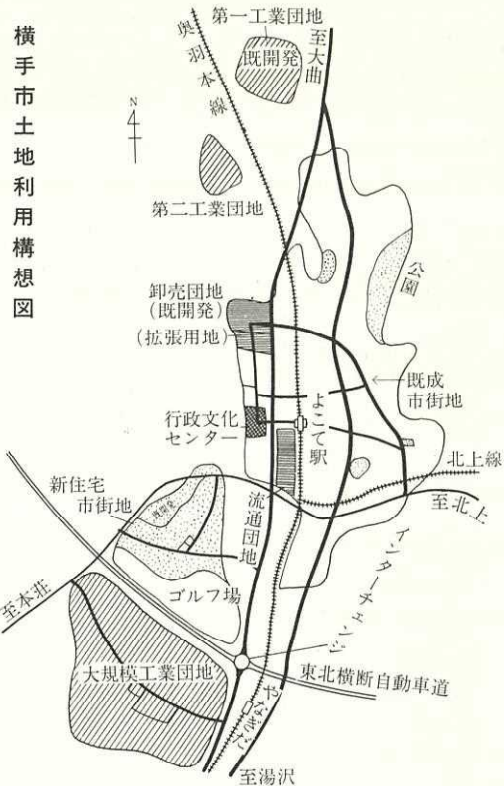 横手市土地利用構想図
N
第一工業団地
既開発
至大曲
奥羽本線
第二工業団地
公園
卸売団地
(既開発)
(拡張用地)
既成
市街地
よこて駅
行政文化
センター
北上線
至北上
新住宅
市街地
既開発
流通団地
ゴルフ場
インターチェンジ
至本荘
大規模工業団地
東北横断自動車道
やなぎだ
至湯沢